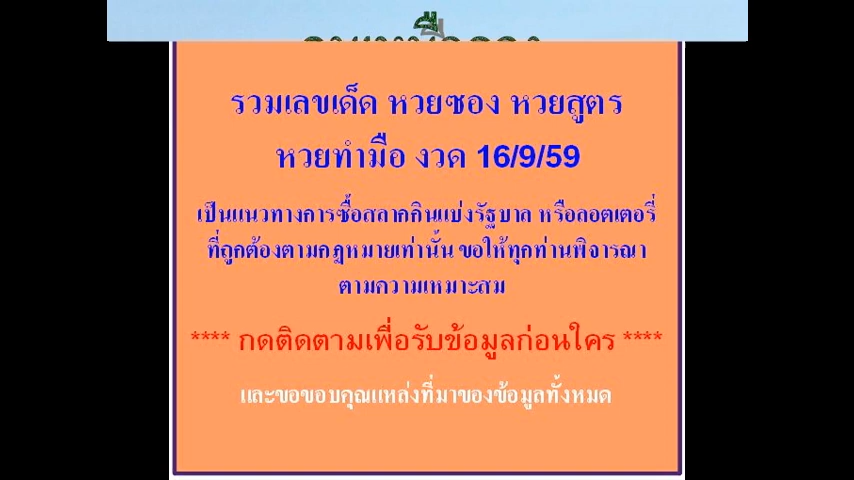 รวมเลขเด็ด หวยซอง หวยสูตร
หวยทำมือ งวด 16/9/59
เป็นแนวทางการซื้อสลากกินแบ่งรัฐบาล หรือลอตเตอรี่
ที่ถูกต้องตามกฎหมายเท่านั้น ขอให้ทุกท่านพิจารณา
ตามความเหมาะสม
**** กดติดตามเพื่อรับข้อมูลก่อนใคร ****
และขอขอบคุณแหล่งที่มาของข้อมูลทั้งหมด